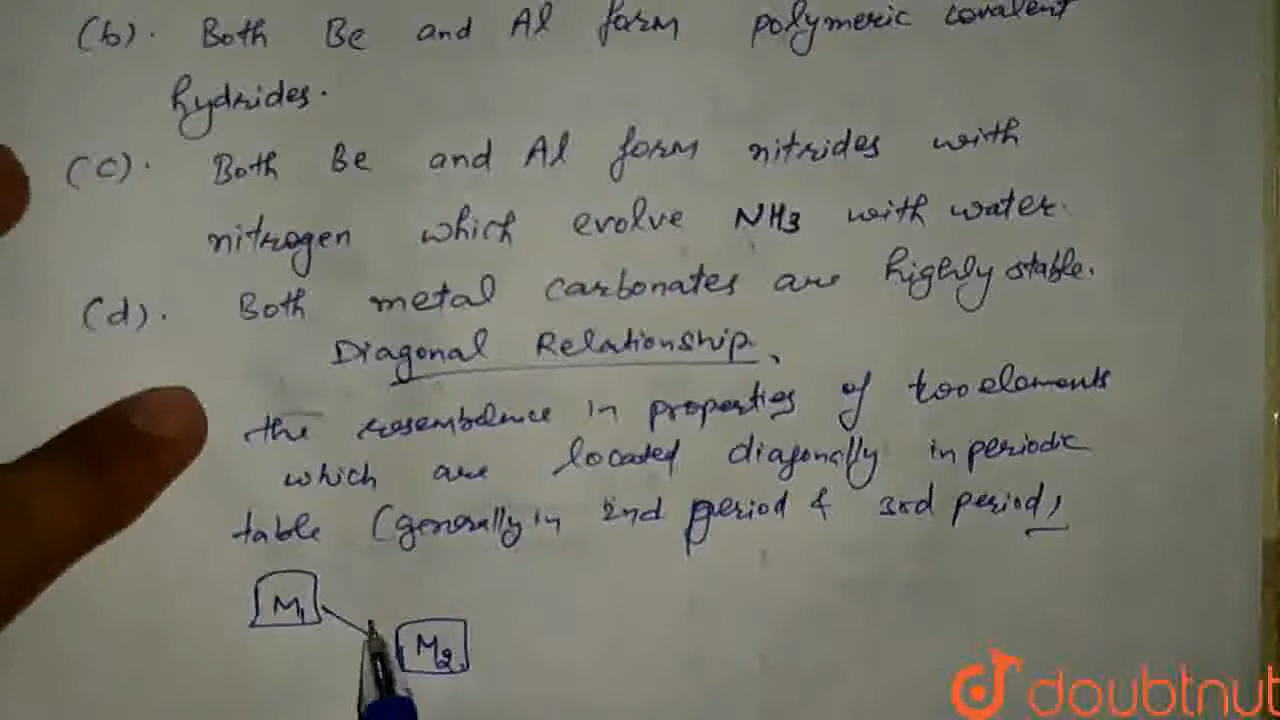 (b). Both Be and Al form polymeric covalent
hydrides.
(C). Both Be and Al form nitrides with
nitrogen which evolve NH3 with water.
(d). Both metal carbonates are highly stable.
Diagonal Relationship,
the resemblence in properties of two elements
which are located diagonally in periodic
table (generally in 2nd period & 3rd period)
M1
M2
doubtnut